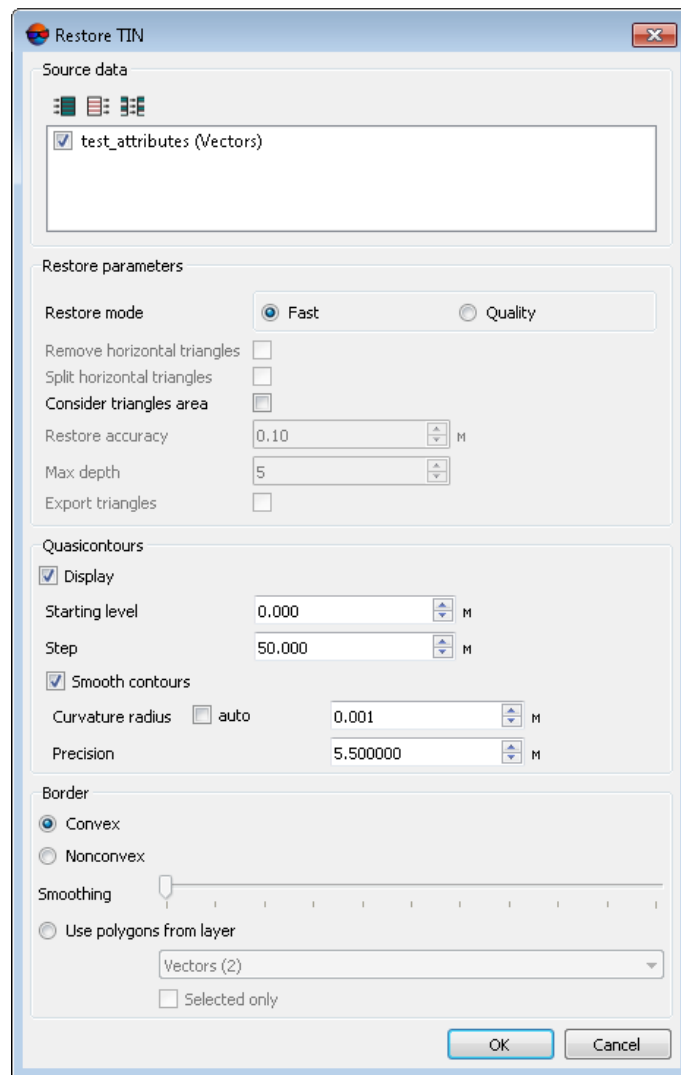 Restore TIN
Source data
test_attributes (Vectors)
Restore parameters
Restore mode Fast Quality
Remove horizontal triangles
Split horizontal triangles
Consider triangles area
Restore accuracy 0.10 м
Max depth 5
Export triangles
Quasicontours
Display
Starting level 0.000 м
Step 50.000 м
Smooth contours
Curvature radius auto 0.001 м
Precision 5.500000 м
Border
Convex
Nonconvex
Smoothing
Use polygons from layer
Vectors (2)
Selected only
OK Cancel